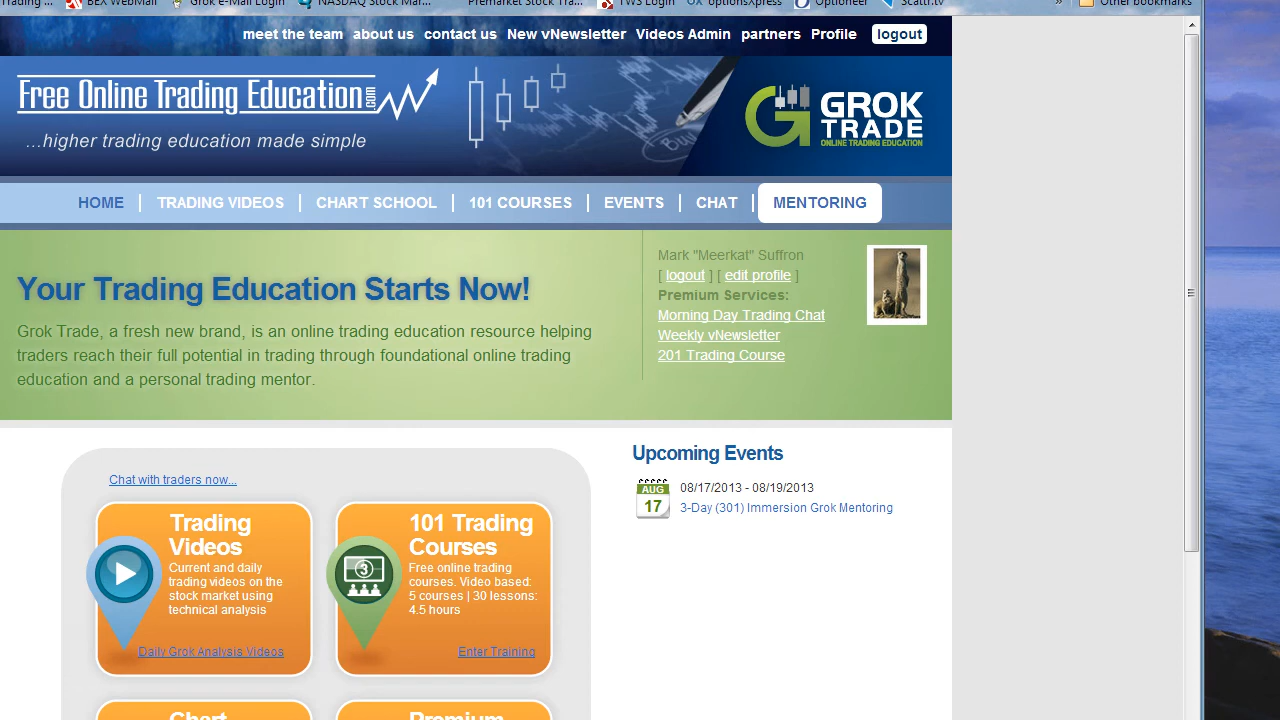 Trading ... BEX WebMail Grok e-Mail Login NASDAQ Stock Mar... Premarket Stock Tra... TWS Login optionsXpress Optioneer Scattr.tv » Other bookmarks
meet the team about us contact us New vNewsletter Videos Admin partners Profile logout
Free Online Trading Education.com
...higher trading education made simple
Buy
GROK
TRADE
ONLINE TRADING EDUCATION
HOME TRADING VIDEOS CHART SCHOOL 101 COURSES EVENTS CHAT MENTORING
Your Trading Education Starts Now!
Grok Trade, a fresh new brand, is an online trading education resource helping
traders reach their full potential in trading through foundational online trading
education and a personal trading mentor.
Mark "Meerkat" Suffron
[ logout ] [ edit profile ]
Premium Services:
Morning Day Trading Chat
Weekly vNewsletter
201 Trading Course
Chat with traders now...
Trading
Videos
Current and daily
trading videos on the
stock market using
technical analysis
Daily Grok Analysis Videos
3
101 Trading
Courses
Free online trading
courses. Video based:
5 courses | 30 lessons:
4.5 hours
Enter Training
Chart
Premium
Upcoming Events
AUG
17
08/17/2013 - 08/19/2013
3-Day (301) Immersion Grok Mentoring